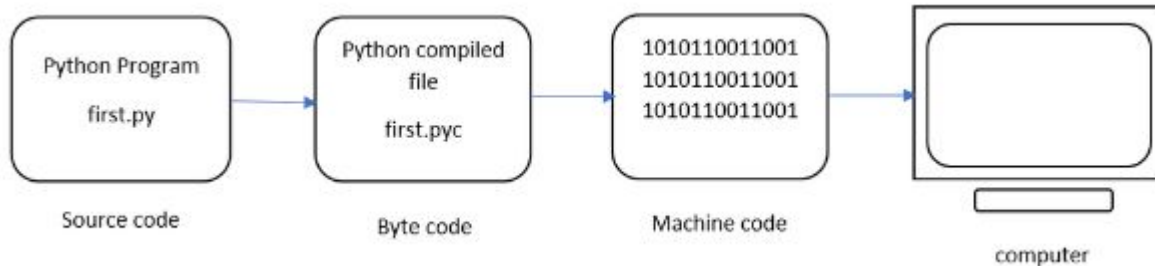 Python Program
first.py
Source code
Python compiled
file
first.pyc
Byte code
1010110011001
1010110011001
1010110011001
Machine code
computer